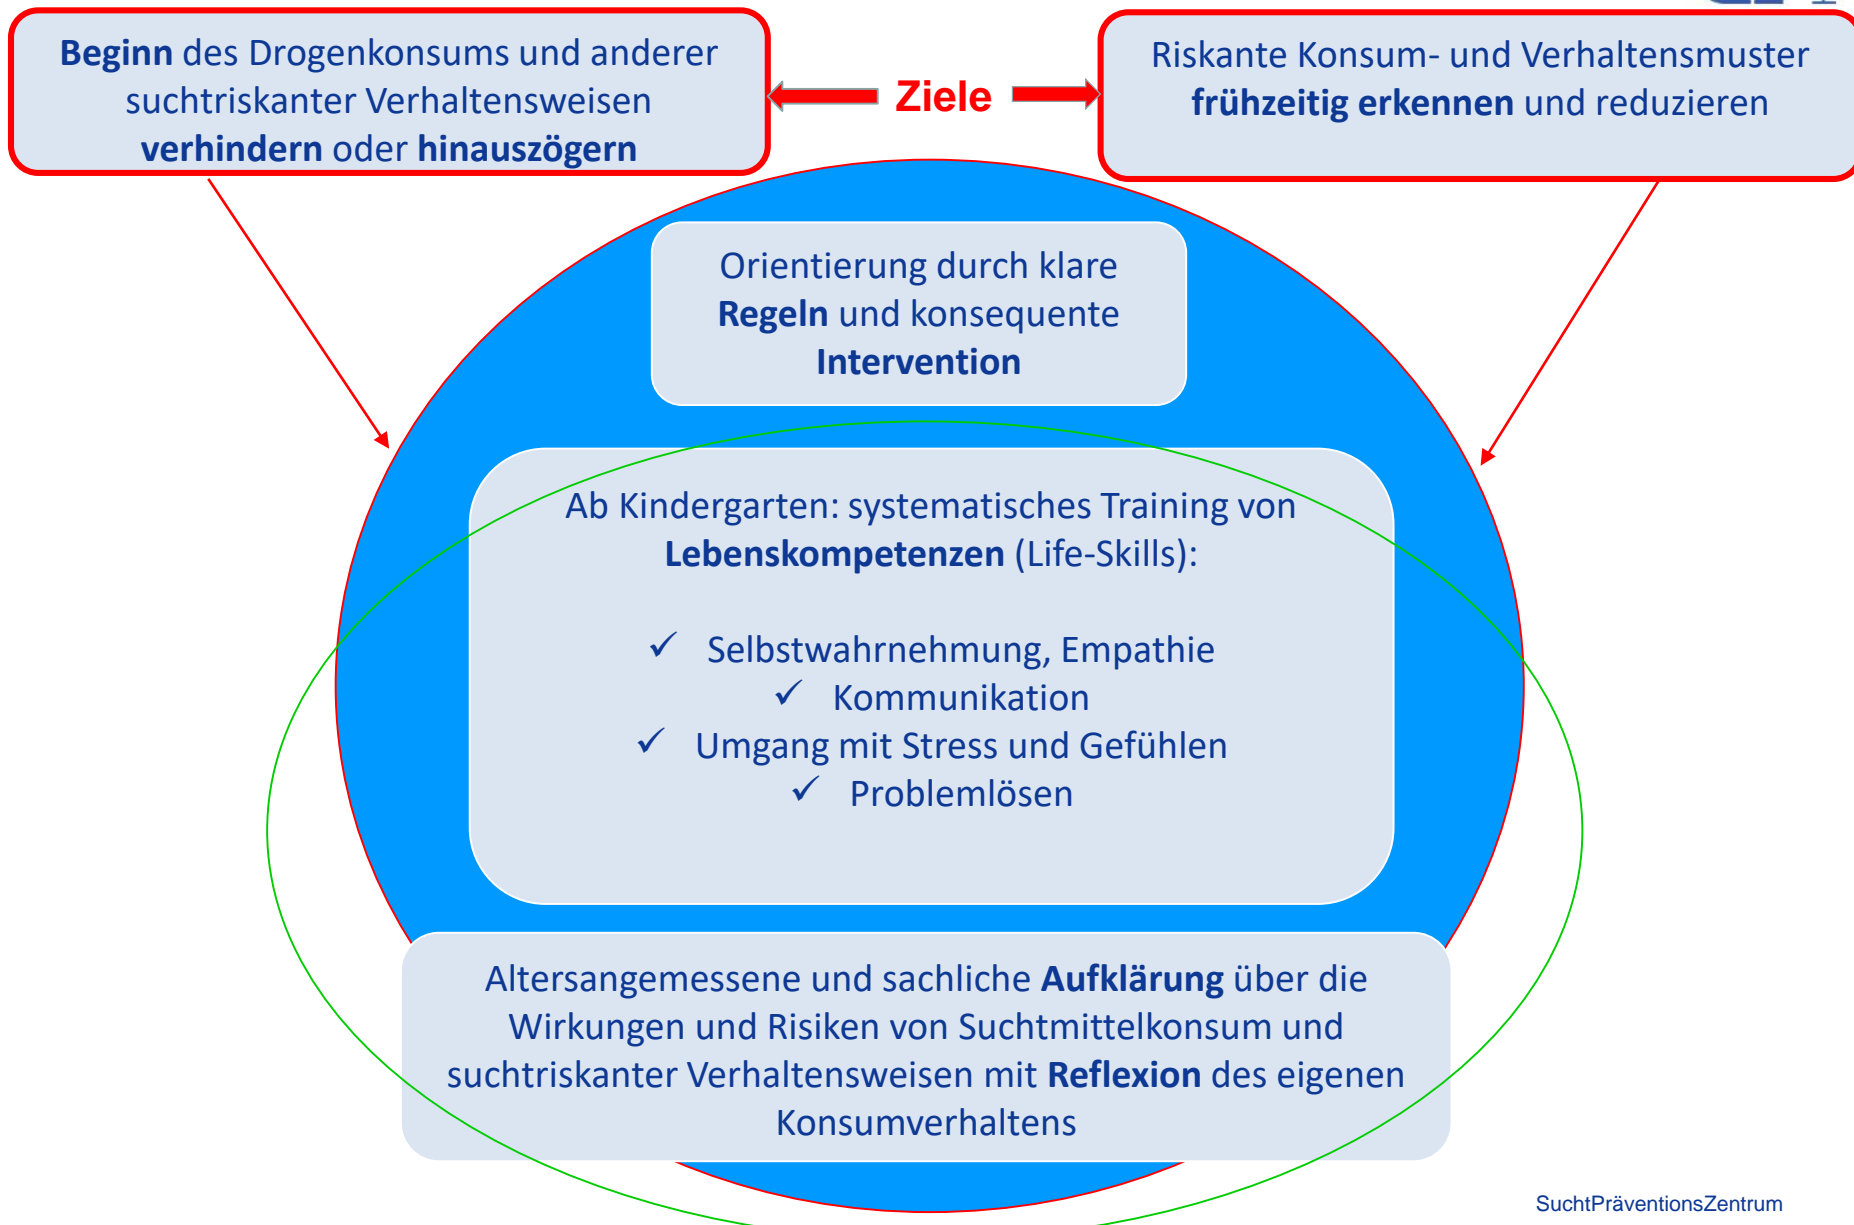 Beginn des Drogenkonsums und anderer
suchtriskanter Verhaltensweisen
verhindern oder hinauszögern
Ziele
Riskante Konsum- und Verhaltensmuster
frühzeitig erkennen und reduzieren
Orientierung durch klare
Regeln und konsequente
Intervention
Ab Kindergarten: systematisches Training von
Lebenskompetenzen (Life-Skills):
✓ Selbstwahrnehmung, Empathie
✓ Kommunikation
✓ Umgang mit Stress und Gefühlen
✓ Problemlösen
Altersangemessene und sachliche Aufklärung über die
Wirkungen und Risiken von Suchtmittelkonsum und
suchtriskanter Verhaltensweisen mit Reflexion des eigenen
Konsumverhaltens
SuchtPräventionsZentrum